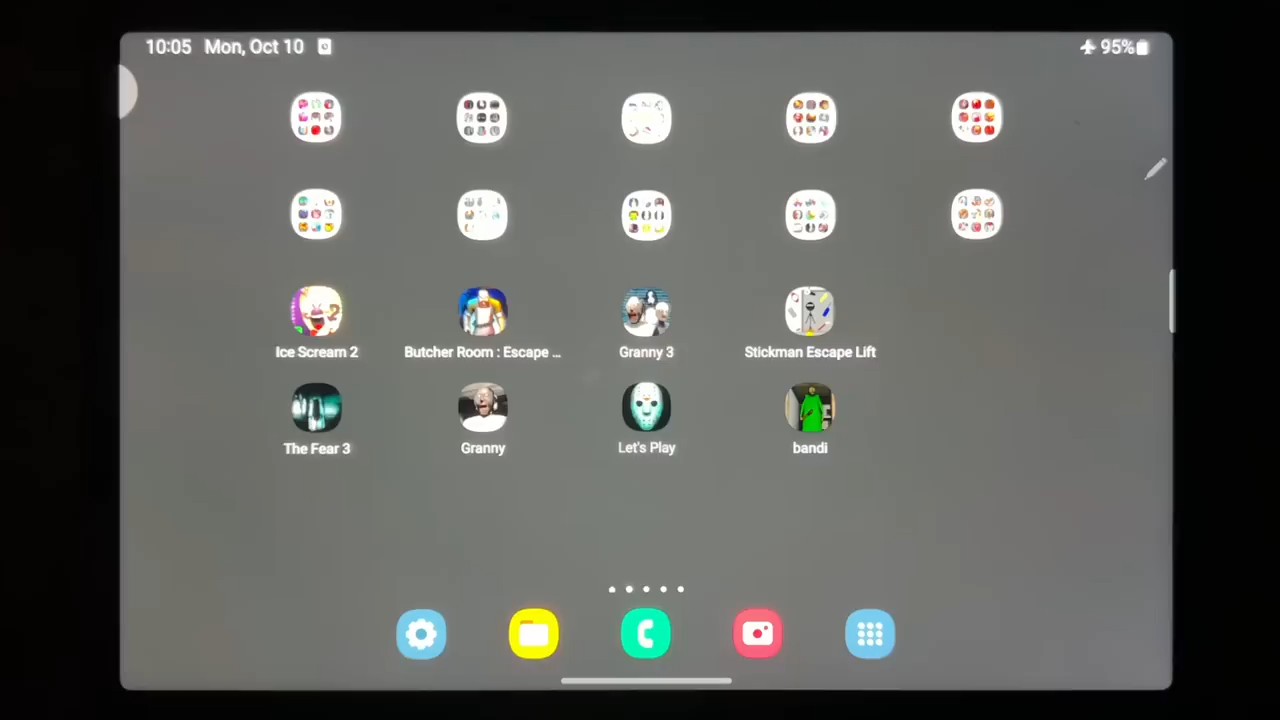 10:05 Mon, Oct 10 95%
Ice Scream 2 Butcher Room : Escape ... Granny 3 Stickman Escape Lift
The Fear 3 Granny Let's Play bandi